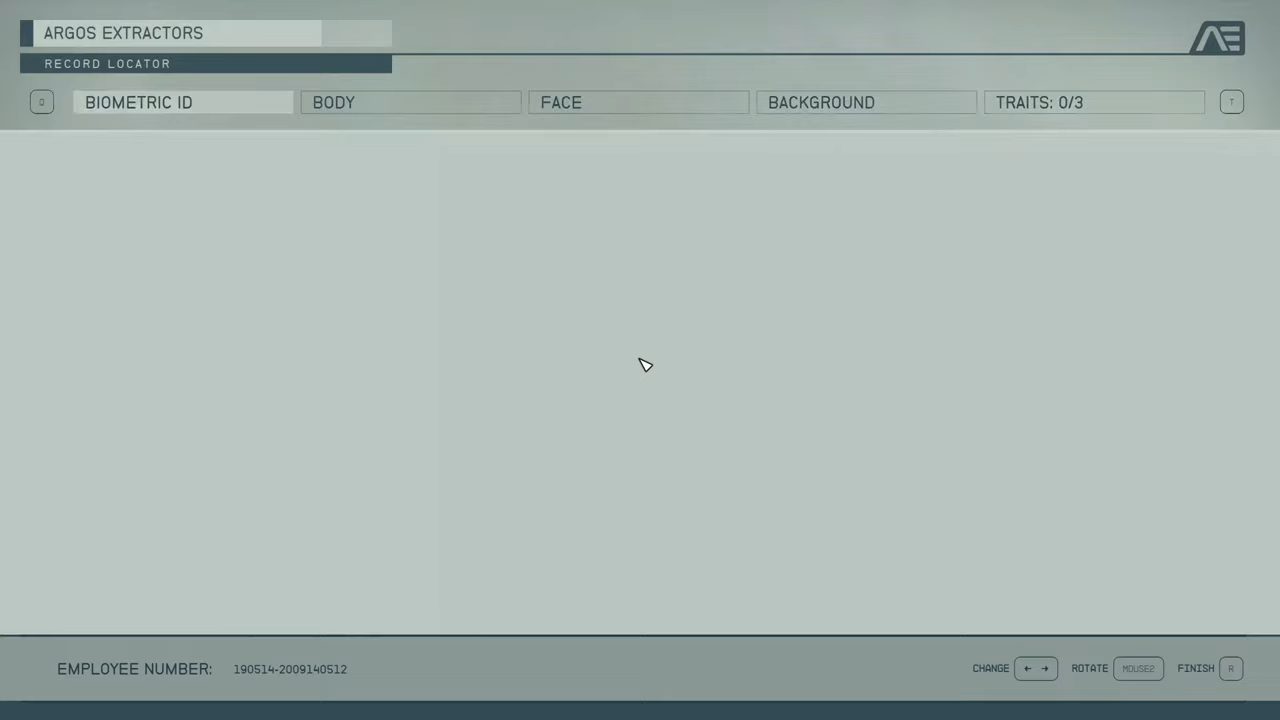 ARGOS EXTRACTORS
RECORD LOCATOR
Q BIOMETRIC ID BODY FACE BACKGROUND TRAITS: 0/3 T
EMPLOYEE NUMBER: 190514-2009140512 CHANGE ← → ROTATE MOUSE2 FINISH R